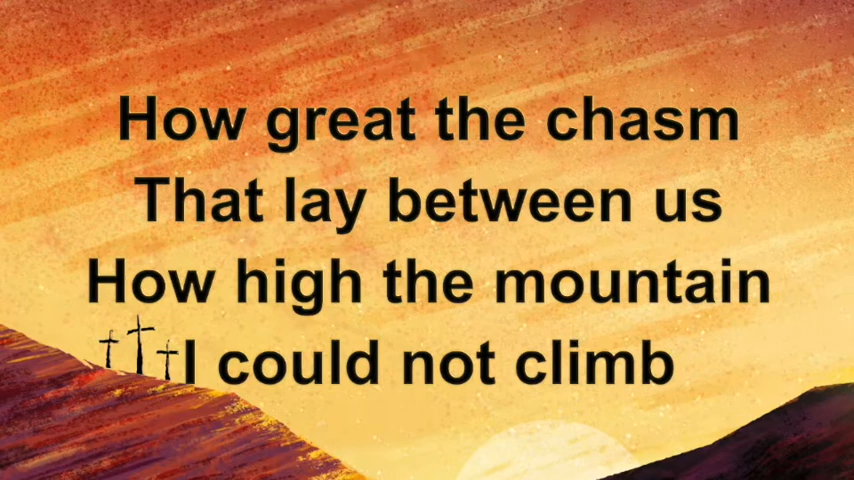 How great the chasm
That lay between us
How high the mountain
I could not climb